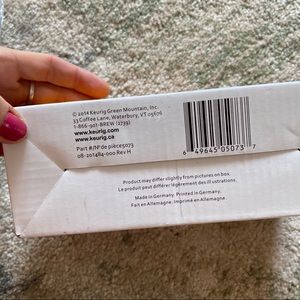 © 2014 Keurig Green Mountain, Inc.
33 Coffee Lane, Waterbury, VT 05676
1-866-901-BREW (2739)
www.keurig.com
www.keurig.ca
Part #/Nº de pièce5073
08-201484-000 Rev H
6 49645 05073 7
Product may differ slightly from pictures on box.
Le produit peut différer légèrement des illustrations.
Made in Germany. Printed in Germany.
Fait en Allemagne, Imprimé en Allemagne.